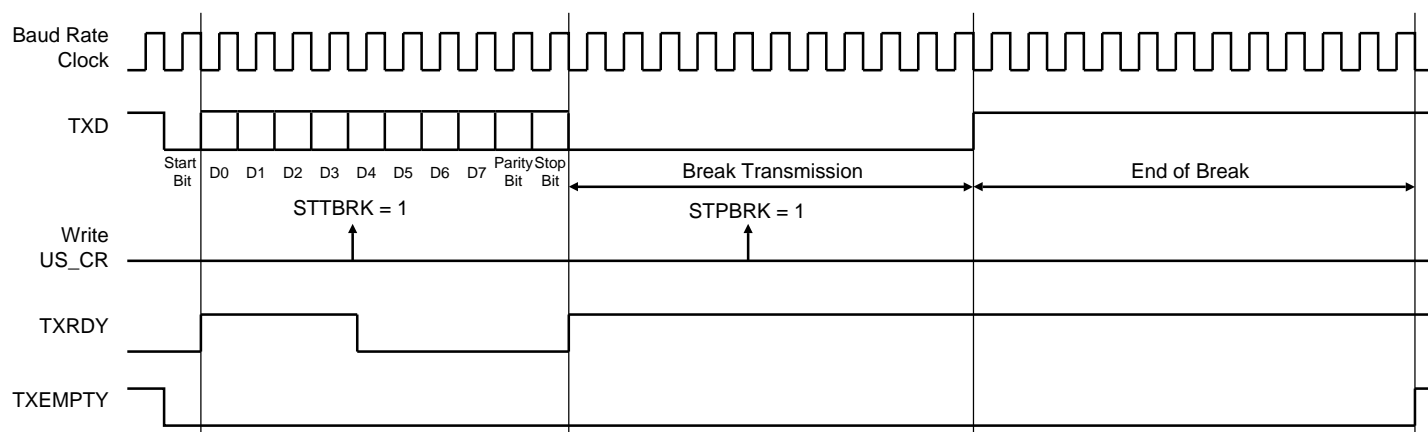 Baud Rate
Clock
TXD
Start
Bit
D0 D1 D2 D3 D4 D5 D6 D7
Parity
Bit
Stop
Bit
Break Transmission
End of Break
STTBRK = 1
STPBRK = 1
Write
US_CR
TXRDY
TXEMPTY